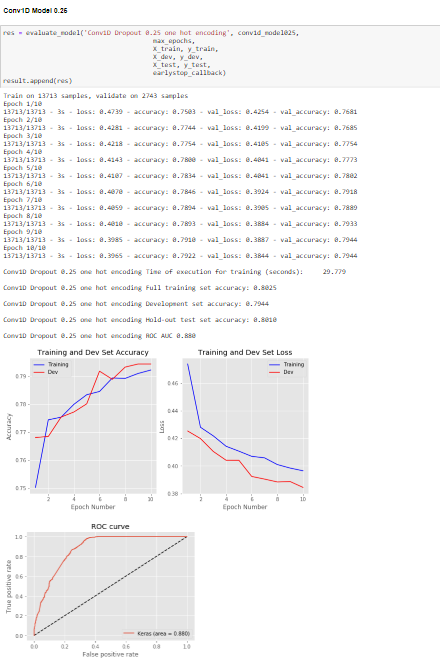 Conv1D Model 0.25
res = evaluate_model('Conv1D Dropout 0.25 one hot encoding', conv1d_model025,
max_epochs,
X_train, y_train,
X_dev, y_dev,
X_test, y_test,
earlystop_callback)
result.append(res)
Train on 13713 samples, validate on 2743 samples
Epoch 1/10
13713/13713 - 3s - loss: 0.4739 - accuracy: 0.7503 - val_loss: 0.4254 - val_accuracy: 0.7681
Epoch 2/10
13713/13713 - 3s - loss: 0.4281 - accuracy: 0.7744 - val_loss: 0.4199 - val_accuracy: 0.7685
Epoch 3/10
13713/13713 - 3s - loss: 0.4218 - accuracy: 0.7754 - val_loss: 0.4105 - val_accuracy: 0.7754
Epoch 4/10
13713/13713 - 3s - loss: 0.4143 - accuracy: 0.7800 - val_loss: 0.4041 - val_accuracy: 0.7773
Epoch 5/10
13713/13713 - 3s - loss: 0.4107 - accuracy: 0.7834 - val_loss: 0.4041 - val_accuracy: 0.7802
Epoch 6/10
13713/13713 - 3s - loss: 0.4070 - accuracy: 0.7846 - val_loss: 0.3924 - val_accuracy: 0.7918
Epoch 7/10
13713/13713 - 3s - loss: 0.4059 - accuracy: 0.7894 - val_loss: 0.3905 - val_accuracy: 0.7889
Epoch 8/10
13713/13713 - 3s - loss: 0.4010 - accuracy: 0.7893 - val_loss: 0.3884 - val_accuracy: 0.7933
Epoch 9/10
13713/13713 - 3s - loss: 0.3985 - accuracy: 0.7910 - val_loss: 0.3887 - val_accuracy: 0.7944
Epoch 10/10
13713/13713 - 3s - loss: 0.3965 - accuracy: 0.7922 - val_loss: 0.3844 - val_accuracy: 0.7944
Conv1D Dropout 0.25 one hot encoding Time of execution for training (seconds): 29.779
Conv1D Dropout 0.25 one hot encoding Full training set accuracy: 0.8025
Conv1D Dropout 0.25 one hot encoding Development set accuracy: 0.7944
Conv1D Dropout 0.25 one hot encoding Hold-out test set accuracy: 0.8010
Conv1D Dropout 0.25 one hot encoding ROC AUC 0.880
Training and Dev Set Accuracy
Training
Dev
0.79
0.78
0.77
0.76
0.75
Accuracy
2 4 6 8 10
Epoch Number
Training and Dev Set Loss
Training
Dev
0.46
0.44
0.42
0.40
0.38
Loss
2 4 6 8 10
Epoch Number
ROC curve
1.0
0.8
0.6
0.4
0.2
0.0
True positive rate
Keras (area = 0.880)
0.0 0.2 0.4 0.6 0.8 1.0
False positive rate